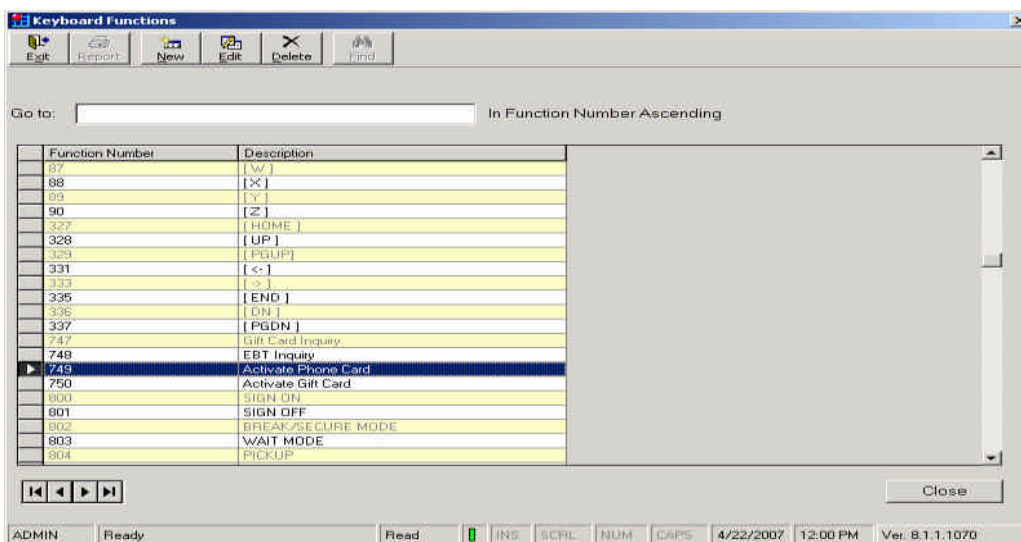 Keyboard Functions
Exit Report New Edit Delete Find
Go to: In Function Number Ascending
Function Number Description
87 [ W ]
88 [ X ]
89 [ Y ]
90 [ Z ]
327 [ HOME ]
328 [ UP ]
329 [ PGUP]
331 [ <- ]
333 [ -> ]
335 [ END ]
336 [ DN ]
337 [ PGDN ]
747 Gift Card Inquiry
748 EBT Inquiry
749 Activate Phone Card
750 Activate Gift Card
800 SIGN ON
801 SIGN OFF
802 BREAK/SECURE MODE
803 WAIT MODE
804 PICKUP
Close
ADMIN Ready Read INS SCRL NUM CAPS 4/22/2007 12:00 PM Ver. 8.1.1.1070